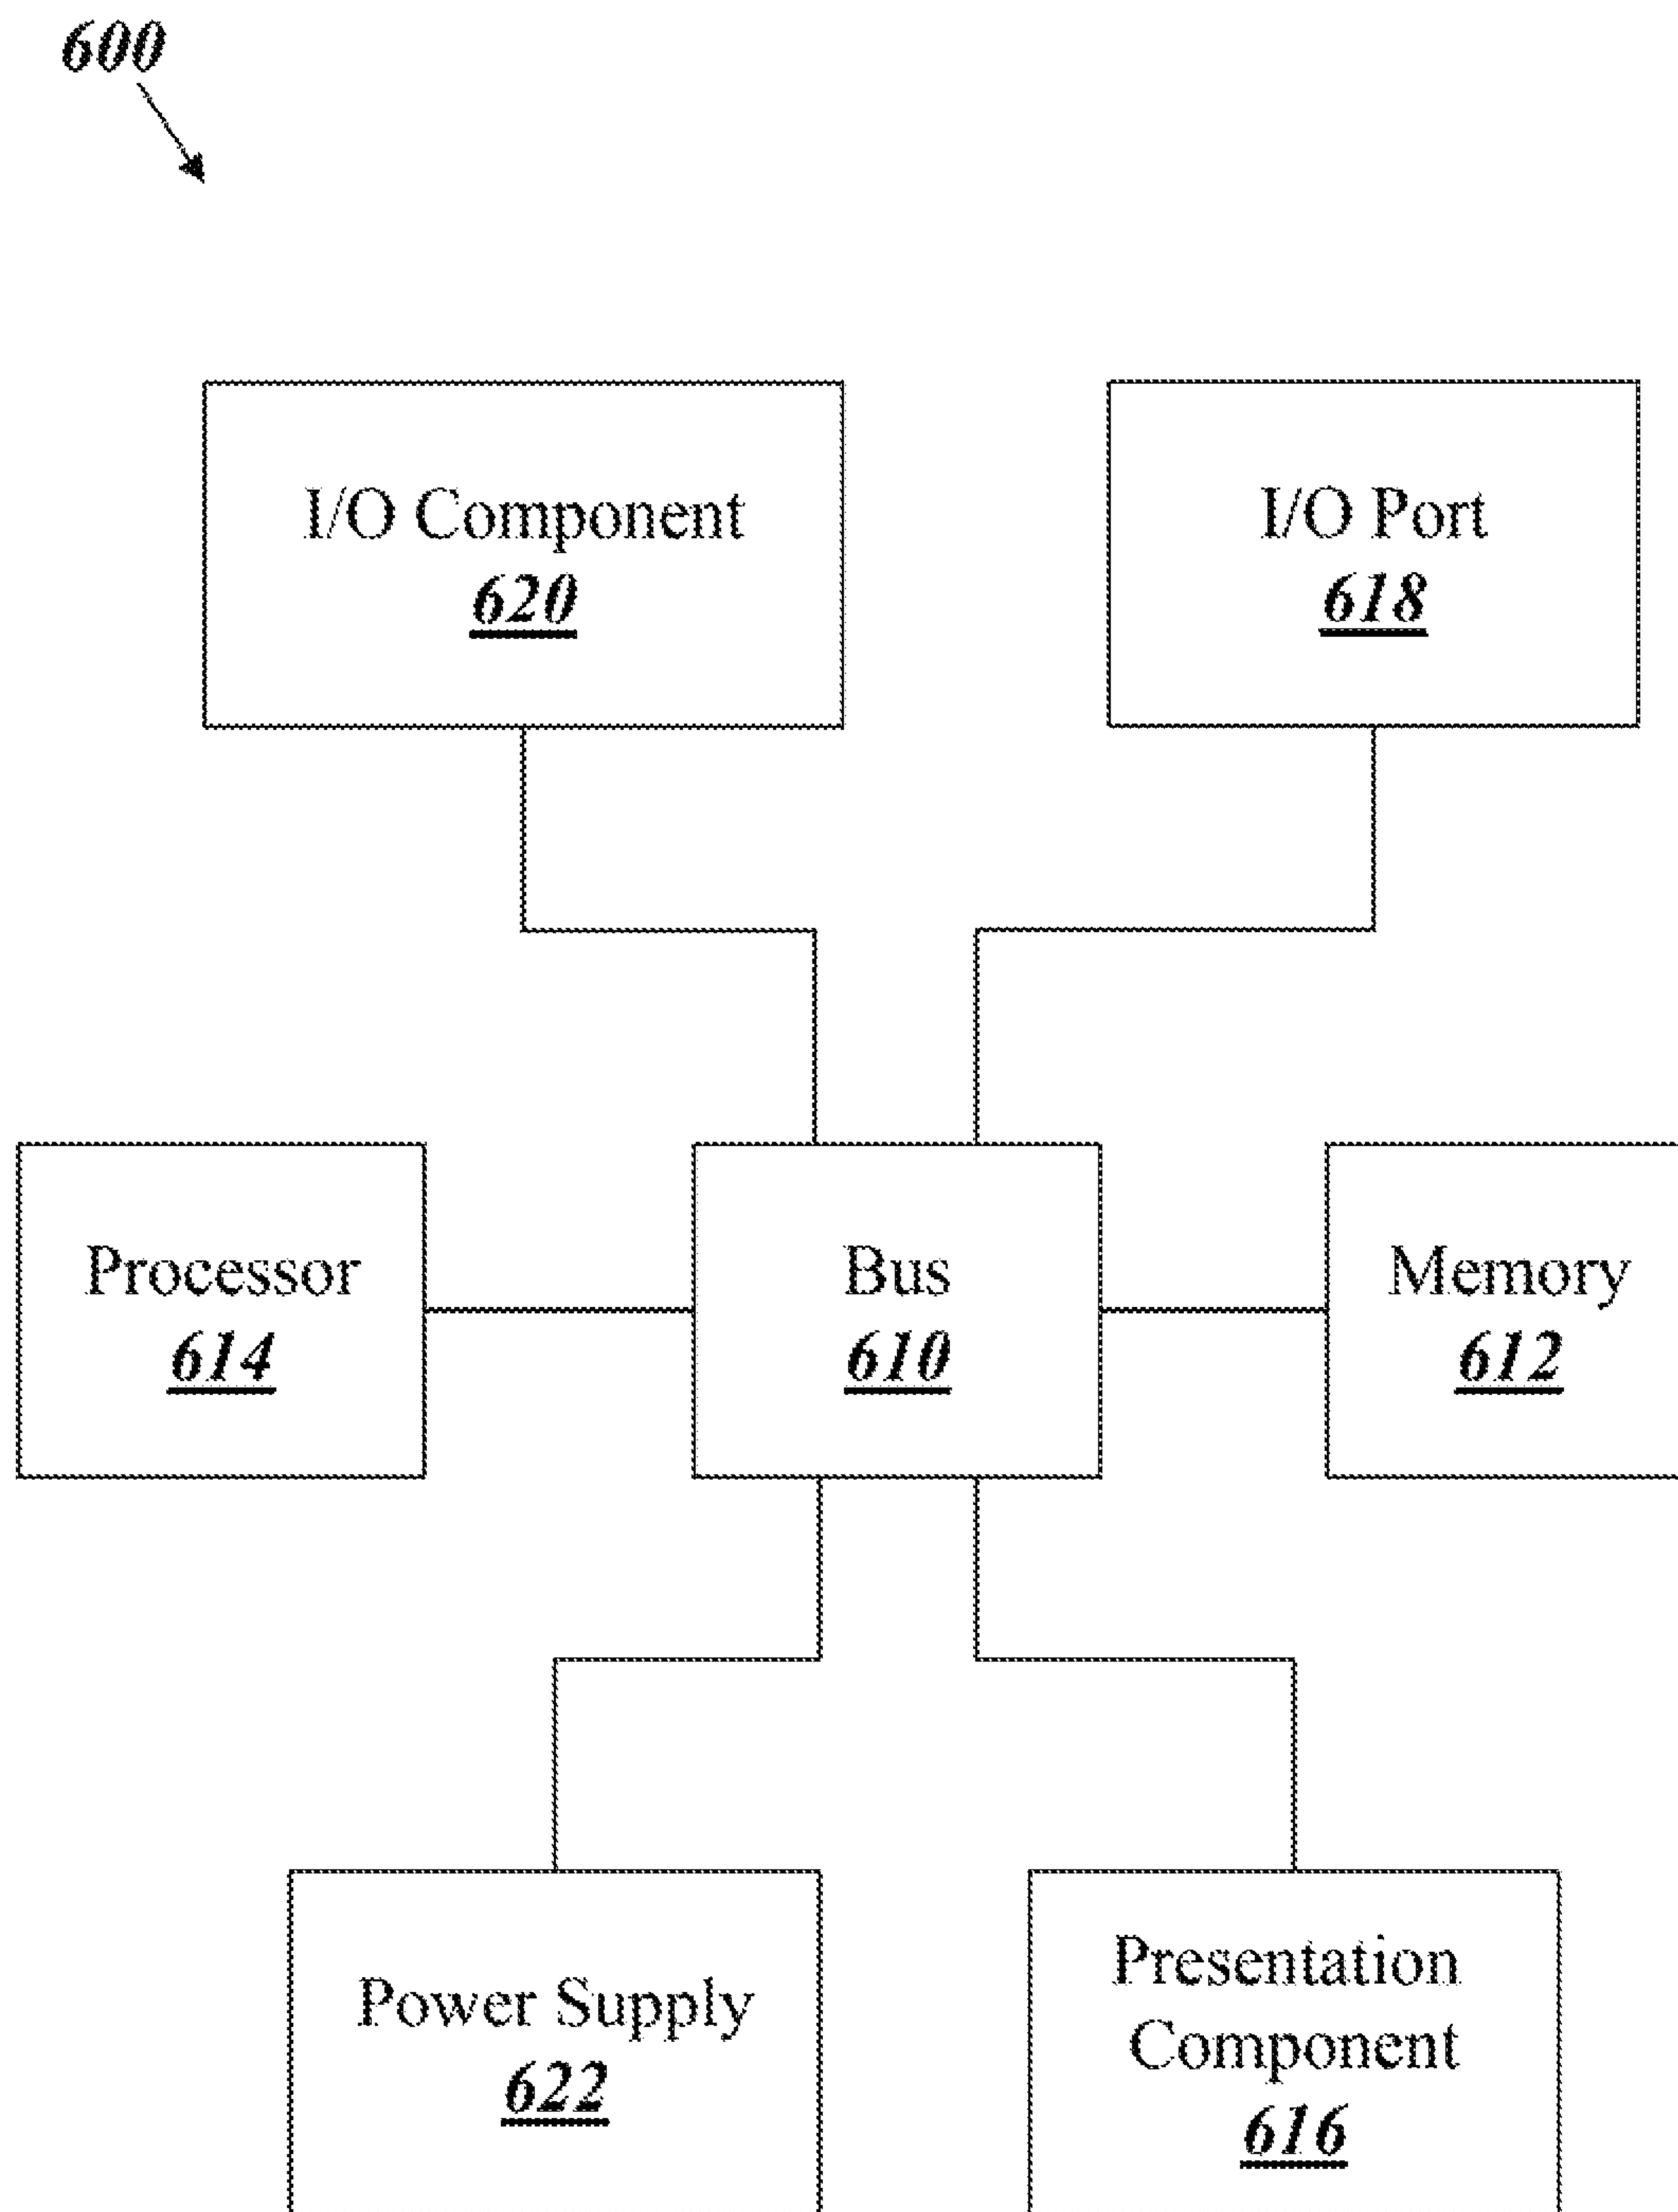 600
I/O Component
620
I/O Port
618
Processor
614
Bus
610
Memory
612
Power Supply
622
Presentation
Component
616